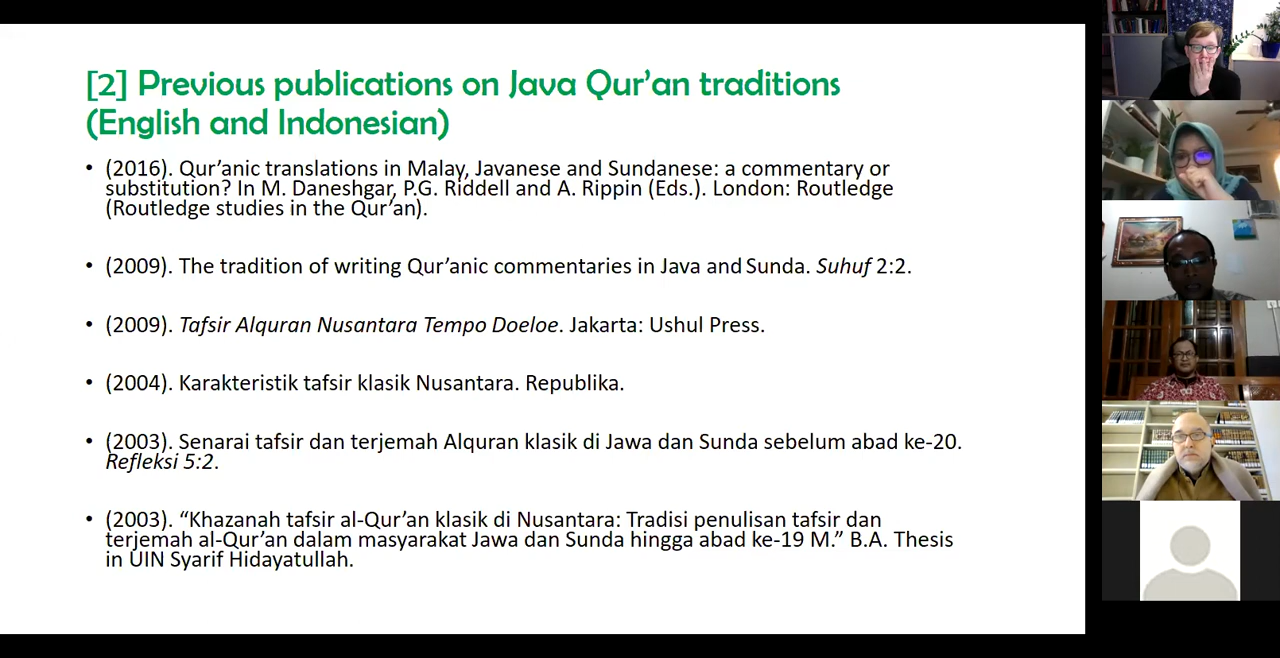 [2] Previous publications on Java Qur’an traditions
(English and Indonesian)
• (2016). Qur’anic translations in Malay, Javanese and Sundanese: a commentary or
substitution? In M. Daneshgar, P.G. Riddell and A. Rippin (Eds.). London: Routledge
(Routledge studies in the Qur’an).
• (2009). The tradition of writing Qur’anic commentaries in Java and Sunda. Suhuf 2:2.
• (2009). Tafsir Alquran Nusantara Tempo Doeloe. Jakarta: Ushul Press.
• (2004). Karakteristik tafsir klasik Nusantara. Republika.
• (2003). Senarai tafsir dan terjemah Alquran klasik di Jawa dan Sunda sebelum abad ke-20.
Refleksi 5:2.
• (2003). “Khazanah tafsir al-Qur’an klasik di Nusantara: Tradisi penulisan tafsir dan
terjemah al-Qur’an dalam masyarakat Jawa dan Sunda hingga abad ke-19 M.” B.A. Thesis
in UIN Syarif Hidayatullah.